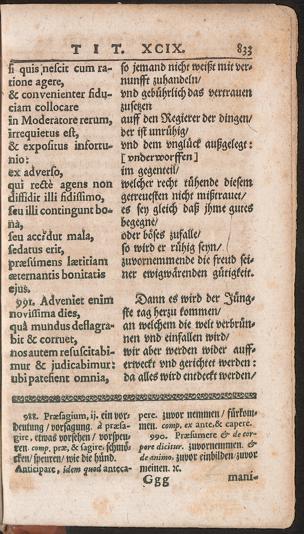 TIT. XCIX. 833
si quis nescit cum ra-
tione agere,
& convenienter fidu-
ciam collocare
in Moderatore rerum,
irrequietus est,
& expositus infortu-
nio:
ex adverso,
qui rectè agens non
diffidit illi fidissimo,
seu illi contingunt bo-
na,
seu accidut mala,
sedatus erit,
præsumens lætitiam
æternantis bonitatis
ejus.
991. Adveniet enim
novissima dies,
quâ mundus deflagra-
bit & corruet,
nos autem resuscitabi-
mur & judicabimur:
ubi patefient omnia,
so jemand nicht weißt mit ver-
nunfft zuhandeln/
vnd gebührlich das vertrauen
zusetzen
auff den Regierer der dingen/
der ist unrühig/
vnd dem vnglück außgelegt:
[vnderworffen]
im gegenteil/
welcher recht thühende diesem
getreuesten nicht mißtrauet/
es sey gleich daß jhme gutes
begegne/
oder böses zufalle/
so wird er rühig seyn/
zuvornemmende die freud sei-
ner ewigwärenden gütigkeit.
Dann es wird der Jüng-
ste tag herzu kommen/
an welchem die welt verbrün-
nen vnd einfallen wird/
wir aber werden wider auff-
erweckt vnd gerichtet werden:
da alles wird entdeckt werden/
988. Præsagium, ij. ein vor-
deutung / vorsagung. à præsa-
gire, etwas vorsehen / vorspeu-
ren. comp. præ, & sagire, schmö-
cken/ speuren/ wie die hünd.
Anticipare, idem quod anteca-
pere. zuvor nemmen / fürkom-
men. comp. ex ante, & capere.
990. Præsumere & de cor-
pore dicitur. zuvornemmen. &
de animo. zuvor einbilden/ zuvor
meinen. ꝛc.
Ggg mani-